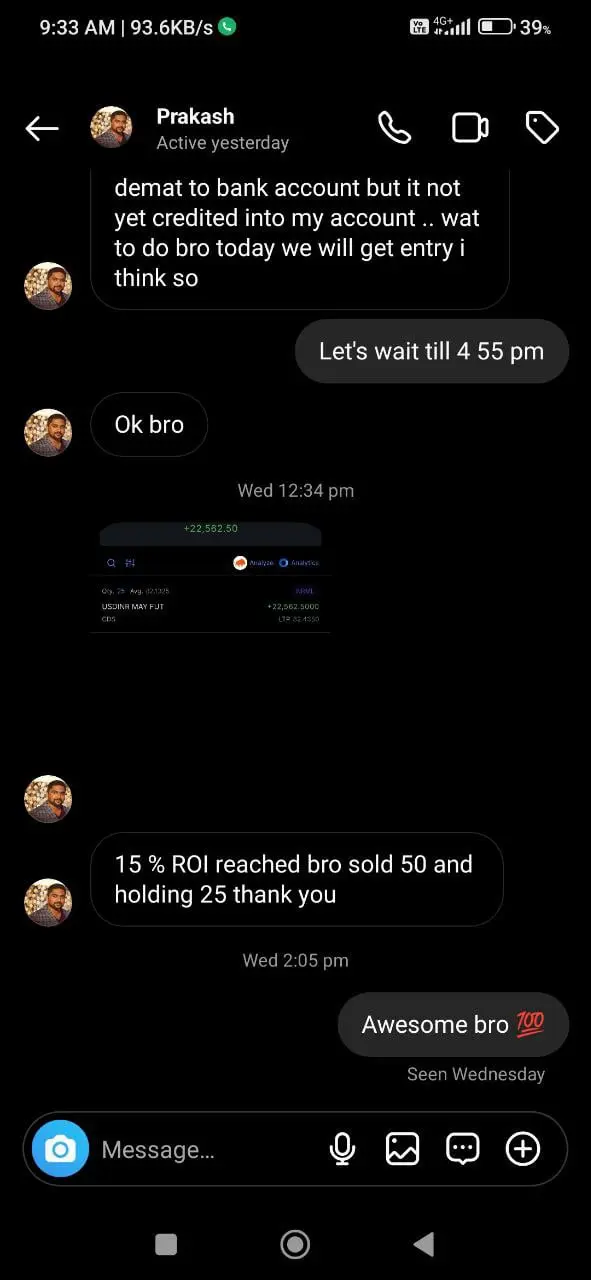 9:33 AM | 93.6KB/s
Vo LTE 4G+ 39%
Prakash
Active yesterday
demat to bank account but it not
yet credited into my account .. wat
to do bro today we will get entry i
think so
Let's wait till 4 55 pm
Ok bro
Wed 12:34 pm
+22,562.50
Analyze Analytics
Qty. 25 Avg.
NRML
USDINR MAY FUT +22,562.5000
CDS LTP 82.4350
15 % ROI reached bro sold 50 and
holding 25 thank you
Wed 2:05 pm
Awesome bro 💯
Seen Wednesday
Message...